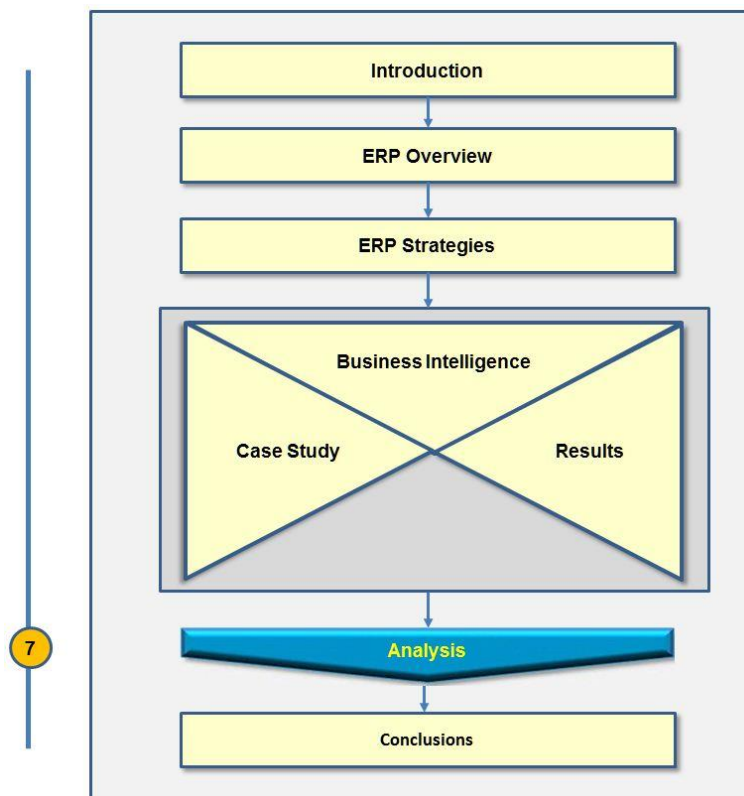 Introduction
ERP Overview
ERP Strategies
Business Intelligence
Case Study
Results
7
Analysis
Conclusions